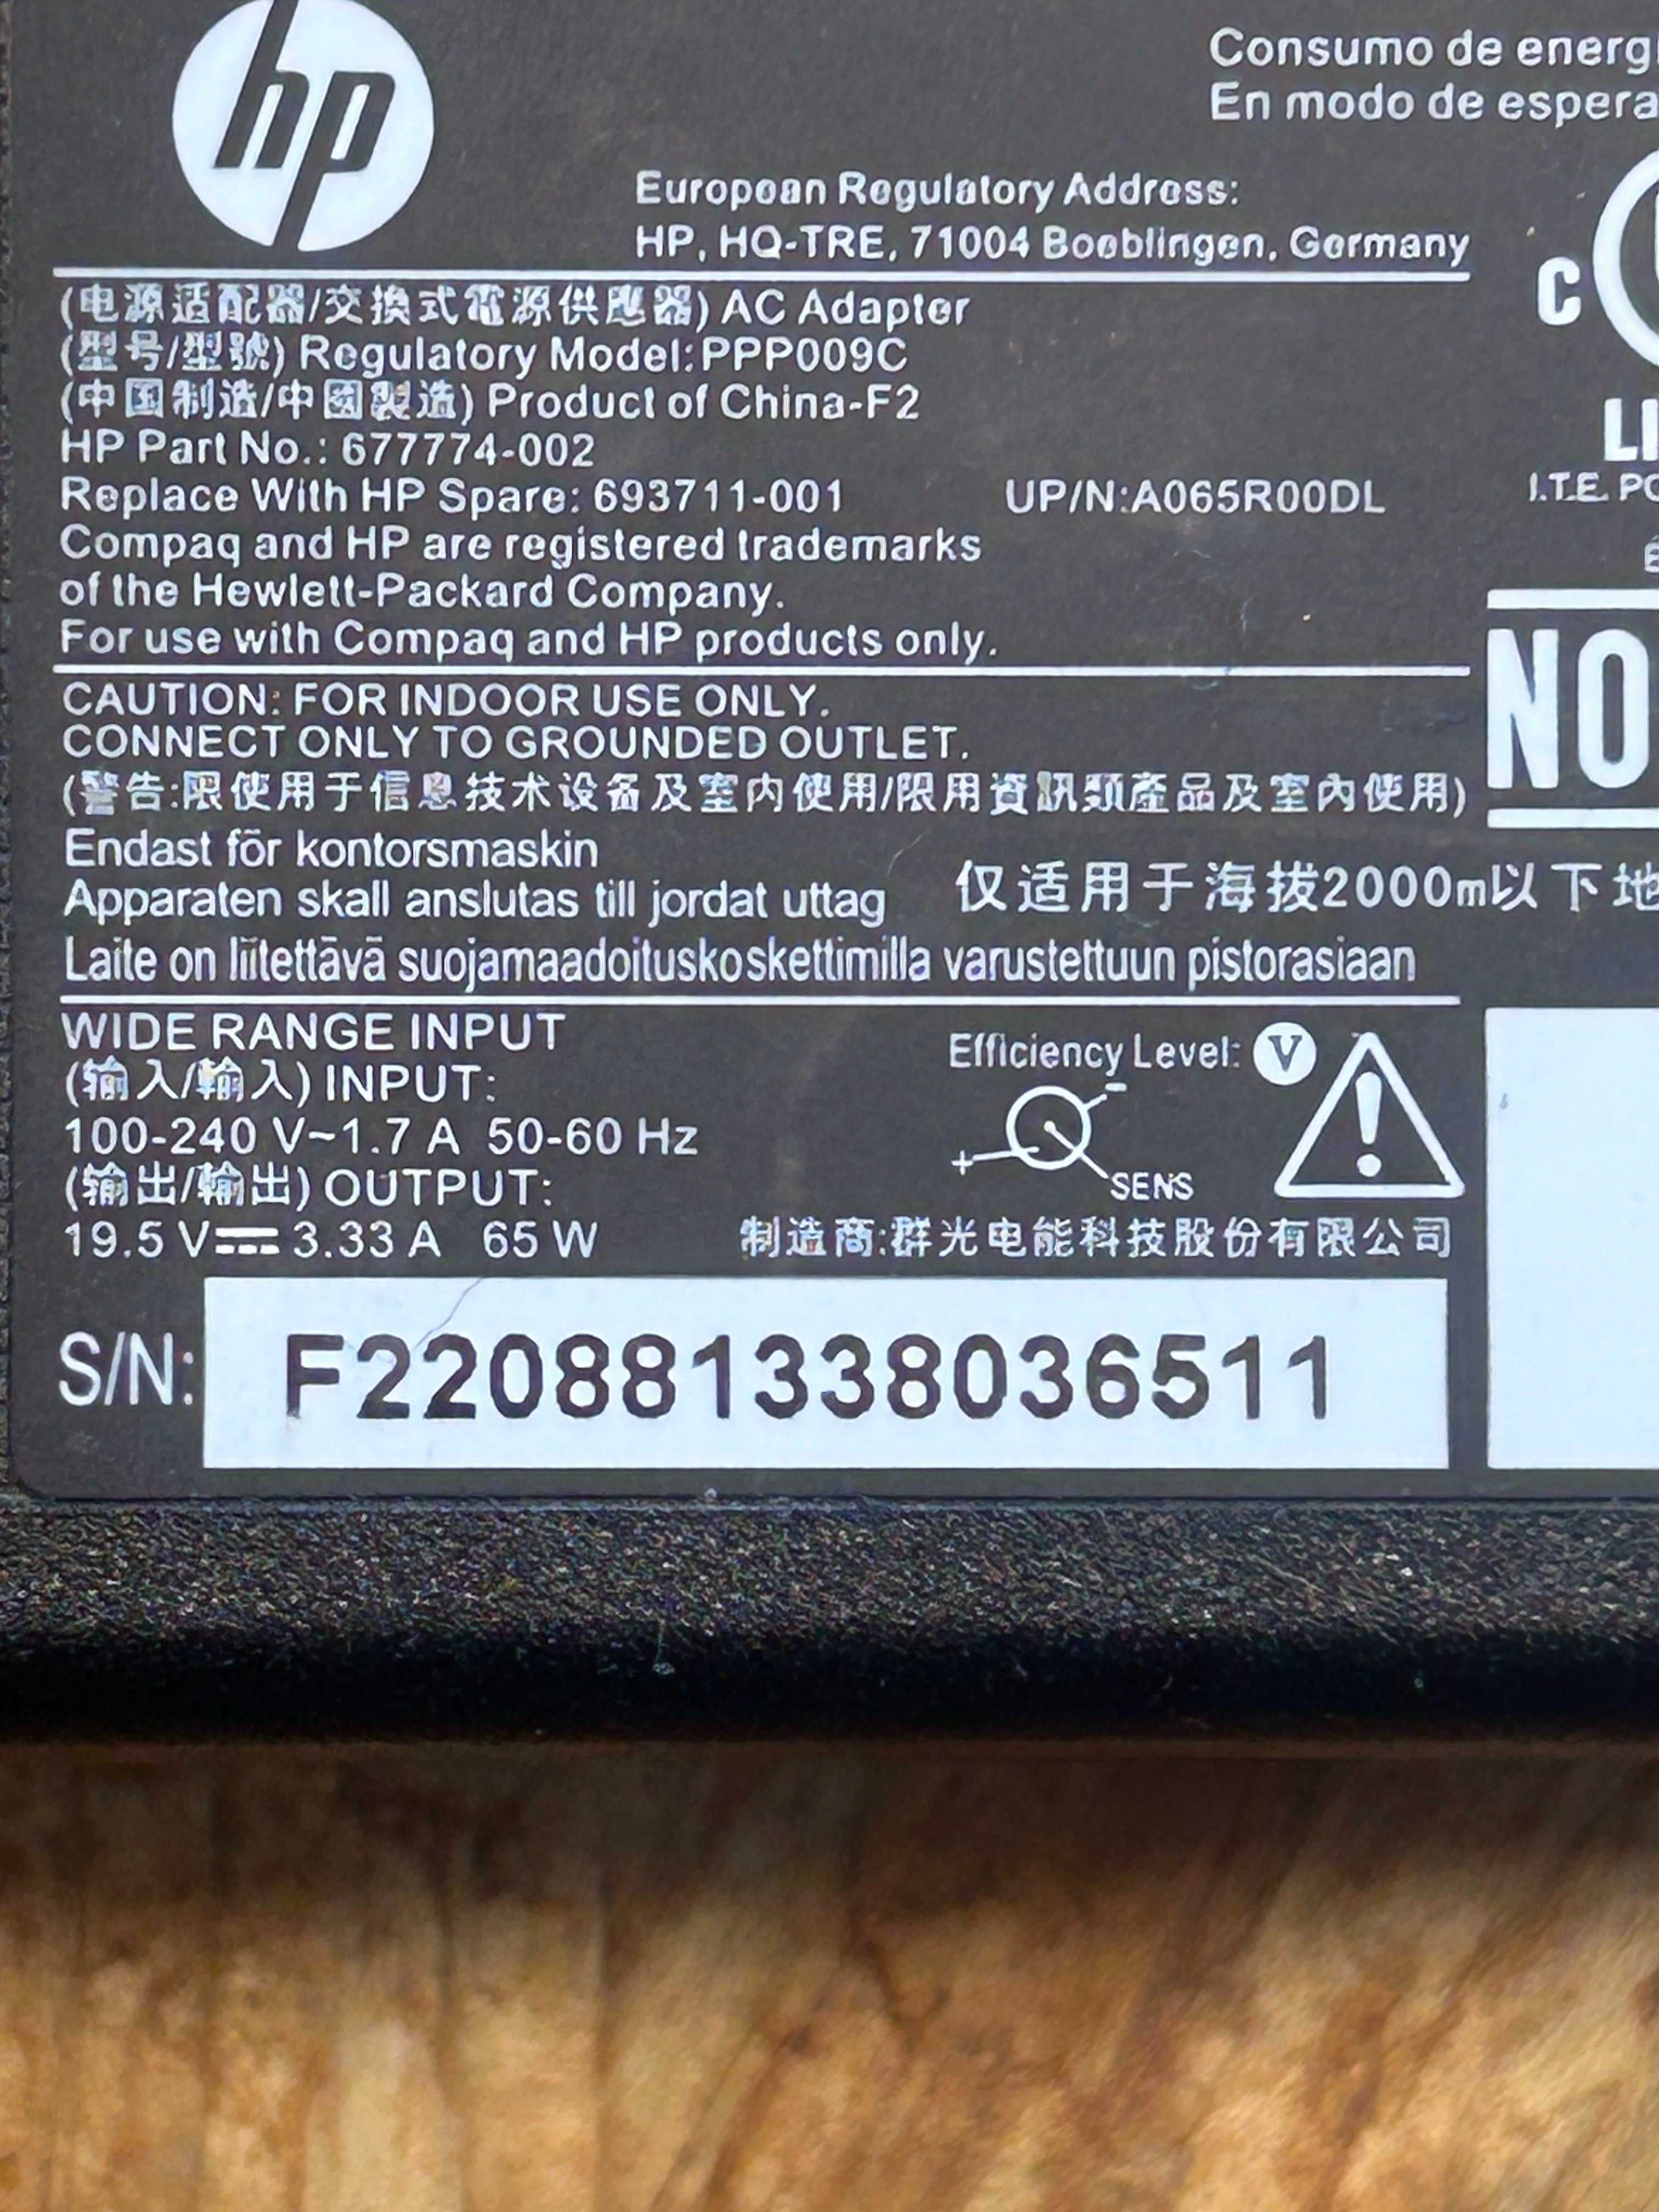 hp
Consumo de energ
En modo de espera
European Regulatory Address:
HP, HQ-TRE, 71004 Boeblingen, Germany
(电源适配器/交換式電源供應器) AC Adapter
(型号/型號) Regulatory Model: PPP009C
(中国制造/中國製造) Product of China-F2
HP Part No.: 677774-002
Replace With HP Spare: 693711-001 UP/N:A065R00DL
Compaq and HP are registered trademarks
of the Hewlett-Packard Company.
For use with Compaq and HP products only.
C
LI
I.T.E. PO
NO
CAUTION: FOR INDOOR USE ONLY.
CONNECT ONLY TO GROUNDED OUTLET.
(警告:限使用于信息技术设备及室内使用/限用資訊類產品及室內使用)
Endast för kontorsmaskin
Apparaten skall anslutas till jordat uttag 仅适用于海拔2000m以下地
Laite on liitettävä suojamaadoituskoskettimilla varustettuun pistorasiaan
WIDE RANGE INPUT
(输入/輸入) INPUT:
100-240 V~1.7 A 50-60 Hz
(输出/輸出) OUTPUT:
19.5 V⎓3.33 A 65 W
Efficiency Level: V
- + SENS
制造商:群光电能科技股份有限公司
S/N: F220881338036511